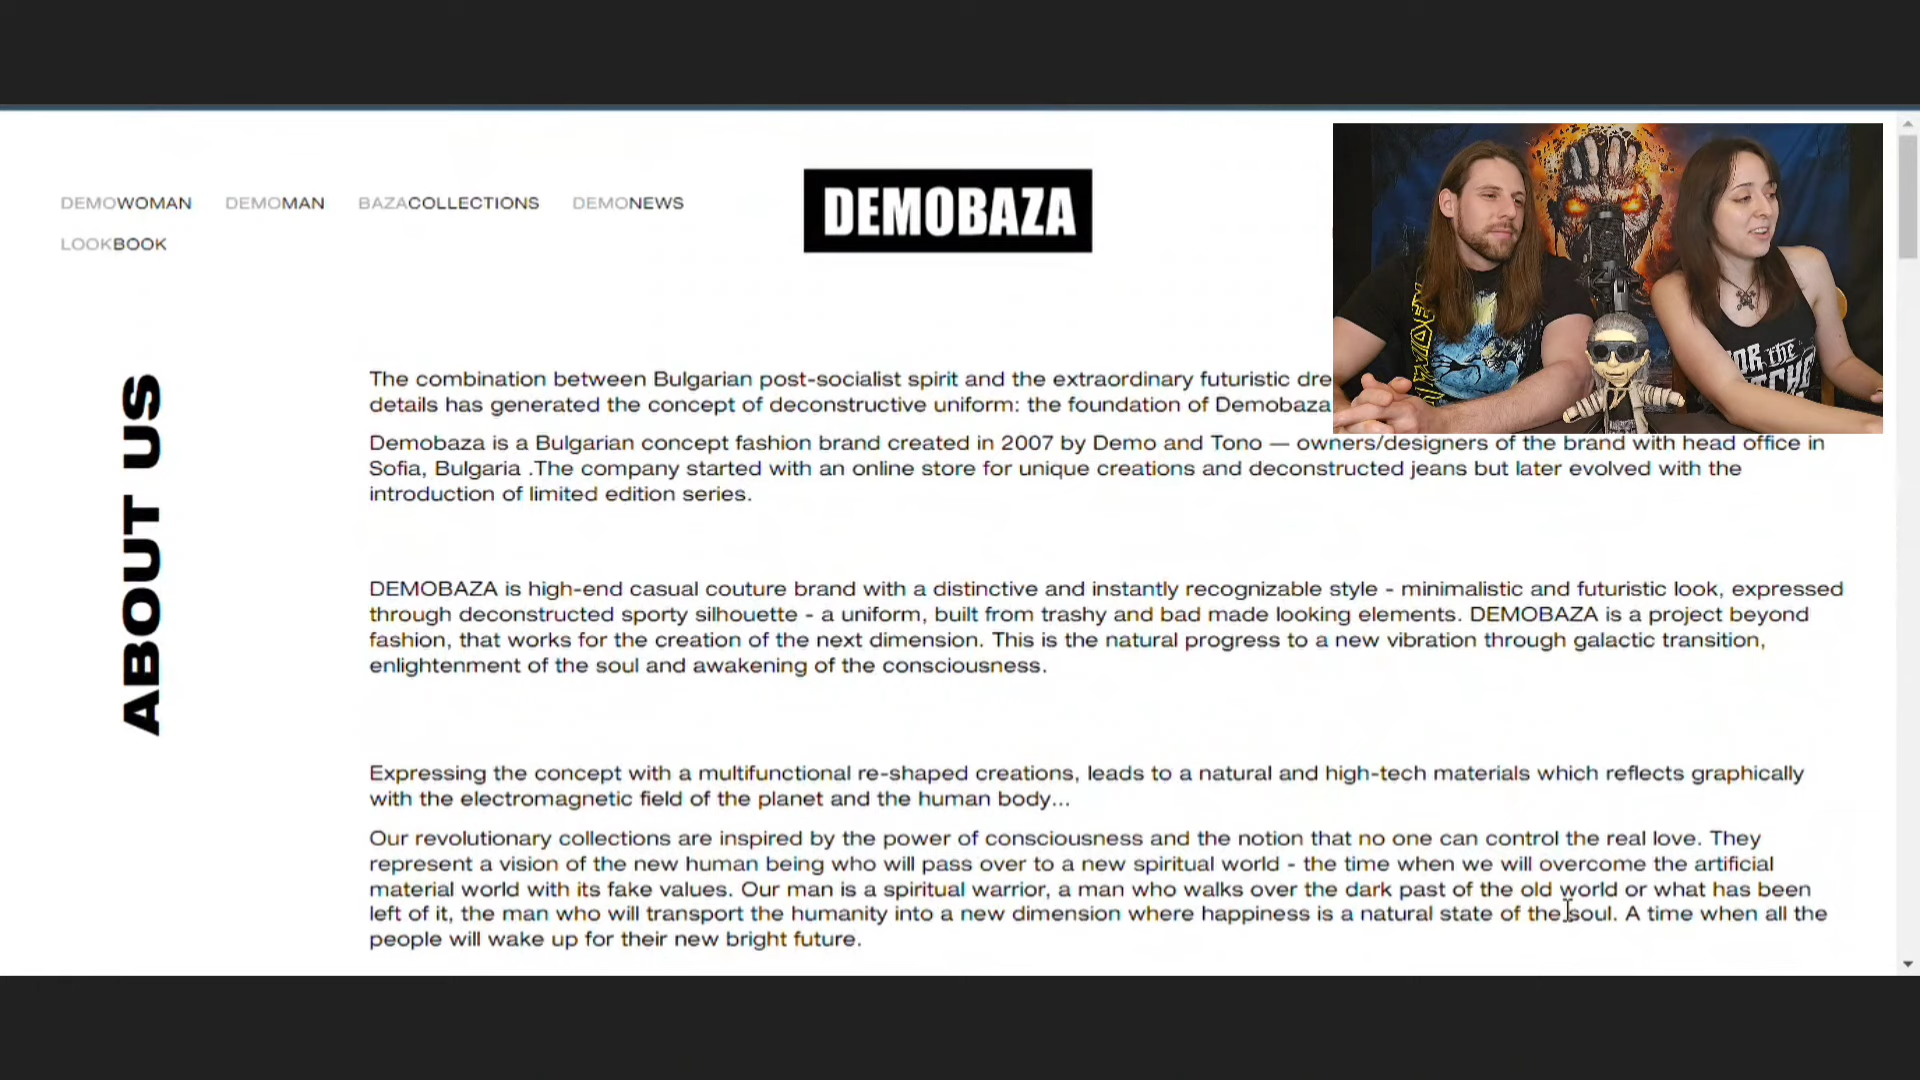 DEMOWOMAN DEMOMAN BAZACOLLECTIONS DEMONEWS
LOOKBOOK
DEMOBAZA
ABOUT US
The combination between Bulgarian post-socialist spirit and the extraordinary futuristic
details has generated the concept of deconstructive uniform: the foundation of Demobaza
Demobaza is a Bulgarian concept fashion brand created in 2007 by Demo and Tono — owners/designers of the brand with head office in
Sofia, Bulgaria .The company started with an online store for unique creations and deconstructed jeans but later evolved with the
introduction of limited edition series.
DEMOBAZA is high-end casual couture brand with a distinctive and instantly recognizable style - minimalistic and futuristic look, expressed
through deconstructed sporty silhouette - a uniform, built from trashy and bad made looking elements. DEMOBAZA is a project beyond
fashion, that works for the creation of the next dimension. This is the natural progress to a new vibration through galactic transition,
enlightenment of the soul and awakening of the consciousness.
Expressing the concept with a multifunctional re-shaped creations, leads to a natural and high-tech materials which reflects graphically
with the electromagnetic field of the planet and the human body...
Our revolutionary collections are inspired by the power of consciousness and the notion that no one can control the real love. They
represent a vision of the new human being who will pass over to a new spiritual world - the time when we will overcome the artificial
material world with its fake values. Our man is a spiritual warrior, a man who walks over the dark past of the old world or what has been
left of it, the man who will transport the humanity into a new dimension where happiness is a natural state of the soul. A time when all the
people will wake up for their new bright future.